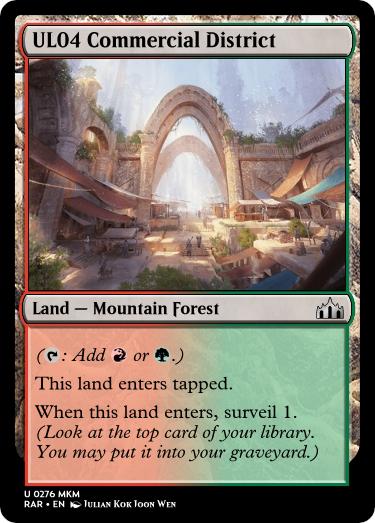 UL04 Commercial District
Land — Mountain Forest
(: Add or .)
This land enters tapped.
When this land enters, surveil 1.
(Look at the top card of your library.
You may put it into your graveyard.)
U 0276 MKM
RAR • EN Julian Kok Joon Wen